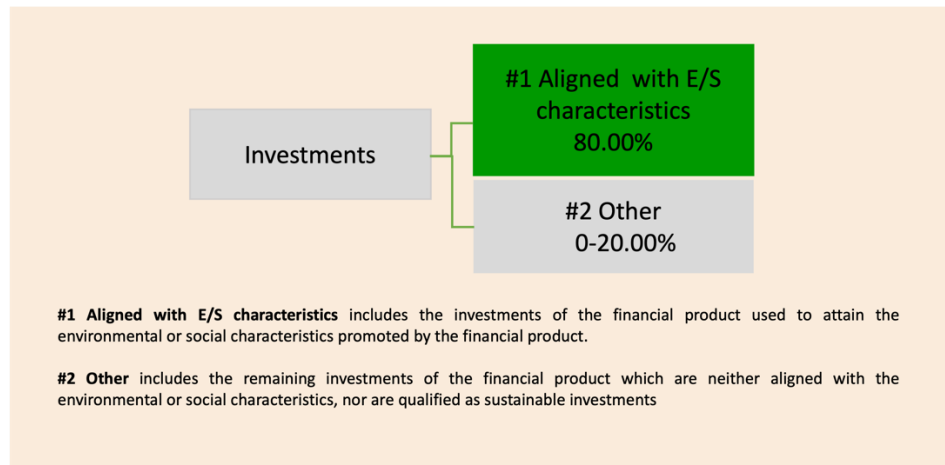 #1 Aligned with E/S
characteristics
80.00%
Investments
#2 Other
0-20.00%
#1 Aligned with E/S characteristics includes the investments of the financial product used to attain the
environmental or social characteristics promoted by the financial product.
#2 Other includes the remaining investments of the financial product which are neither aligned with the
environmental or social characteristics, nor are qualified as sustainable investments